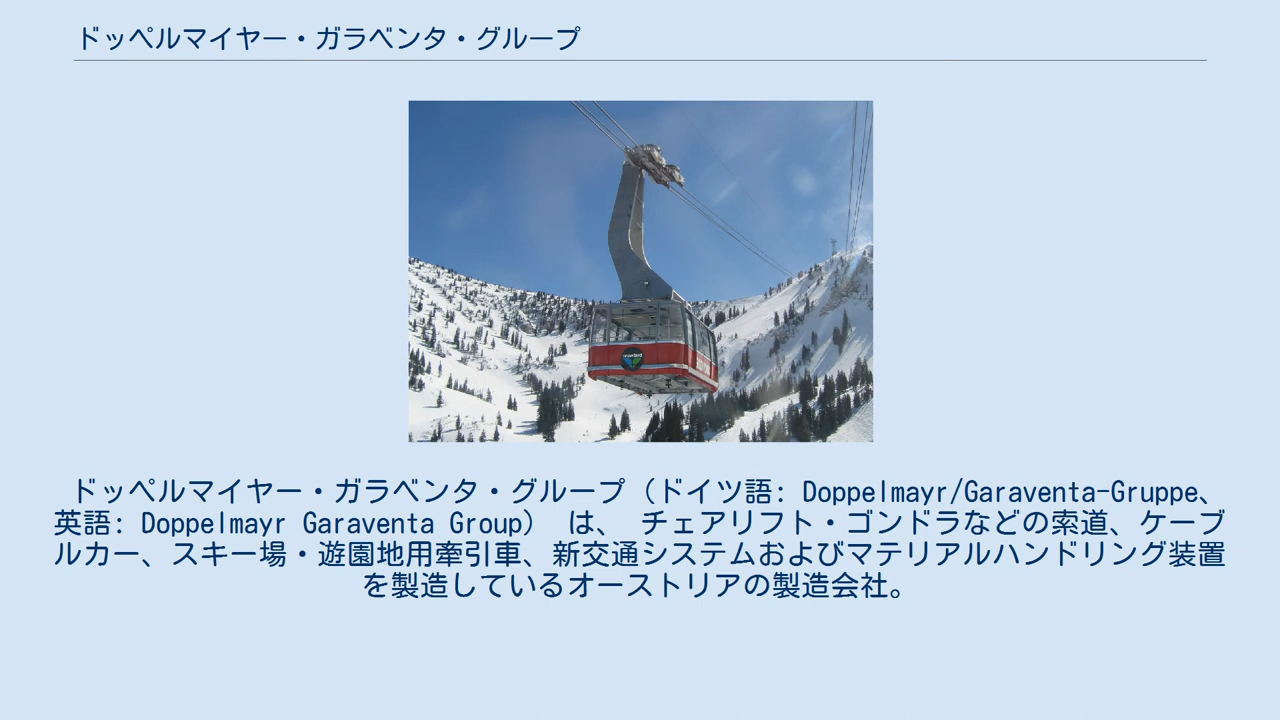 ドッペルマイヤー・ガラベンタ・グループ
ドッペルマイヤー・ガラベンタ・グループ（ドイツ語: Doppelmayr/Garaventa-Gruppe、
英語: Doppelmayr Garaventa Group） は、 チェアリフト・ゴンドラなどの索道、ケーブ
ルカー、スキー場・遊園地用牽引車、新交通システムおよびマテリアルハンドリング装置
を製造しているオーストリアの製造会社。